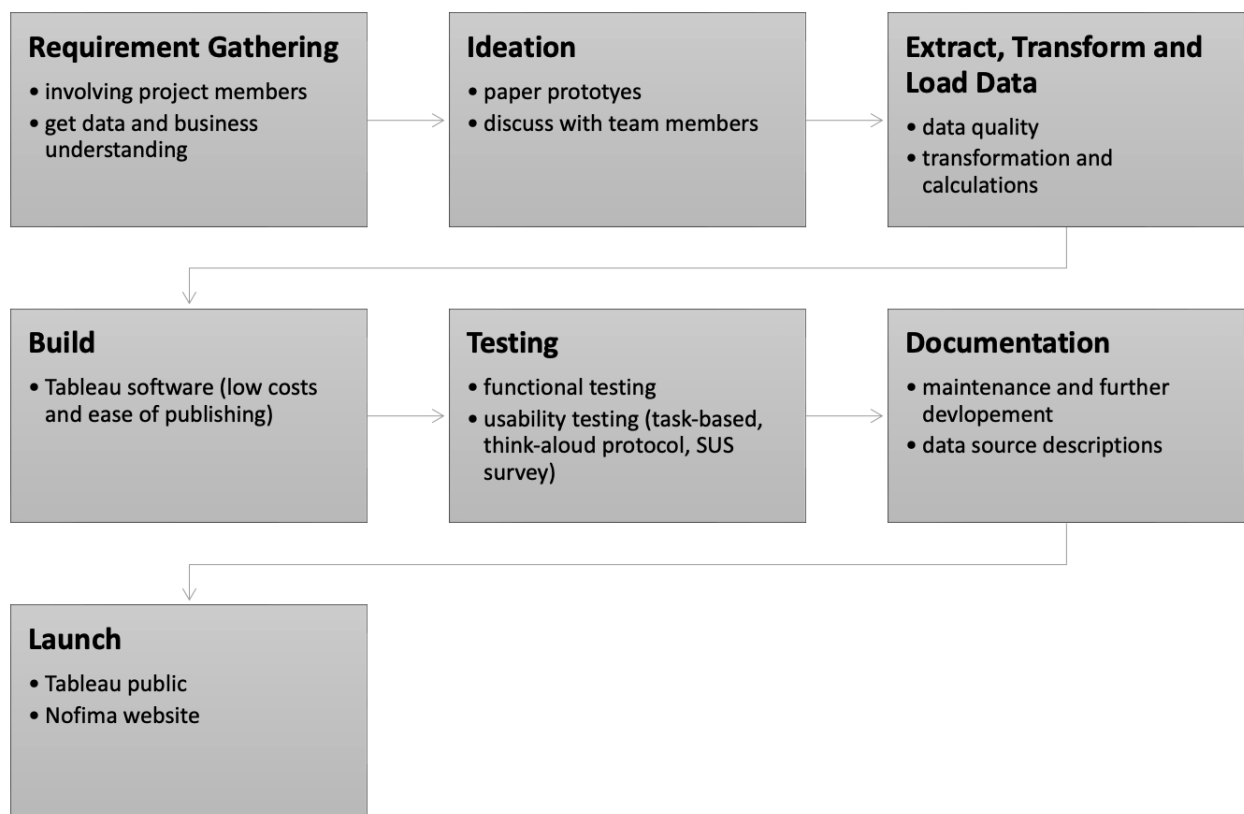 Requirement Gathering
• involving project members
• get data and business
understanding
Ideation
• paper prototyes
• discuss with team members
Extract, Transform and
Load Data
• data quality
• transformation and
calculations
Build
• Tableau software (low costs
and ease of publishing)
Testing
• functional testing
• usability testing (task-based,
think-aloud protocol, SUS
survey)
Documentation
• maintenance and further
devlopement
• data source descriptions
Launch
• Tableau public
• Nofima website